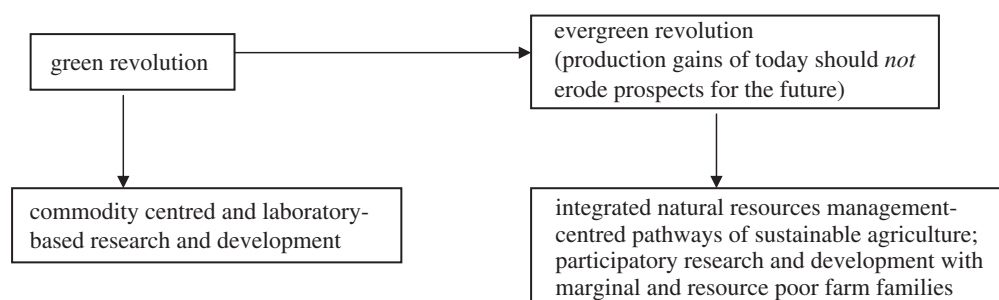 green revolution
evergreen revolution
(production gains of today should not
erode prospects for the future)
commodity centred and laboratory-
based research and development
integrated natural resources management-
centred pathways of sustainable agriculture;
participatory research and development with
marginal and resource poor farm families